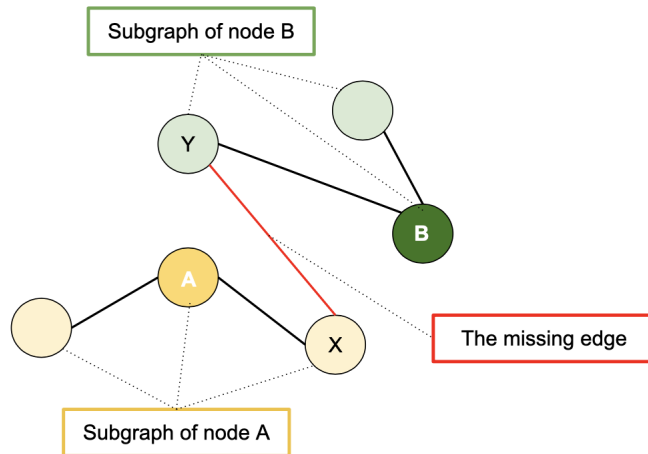 Subgraph of node B
Y
B
A
X
The missing edge
Subgraph of node A